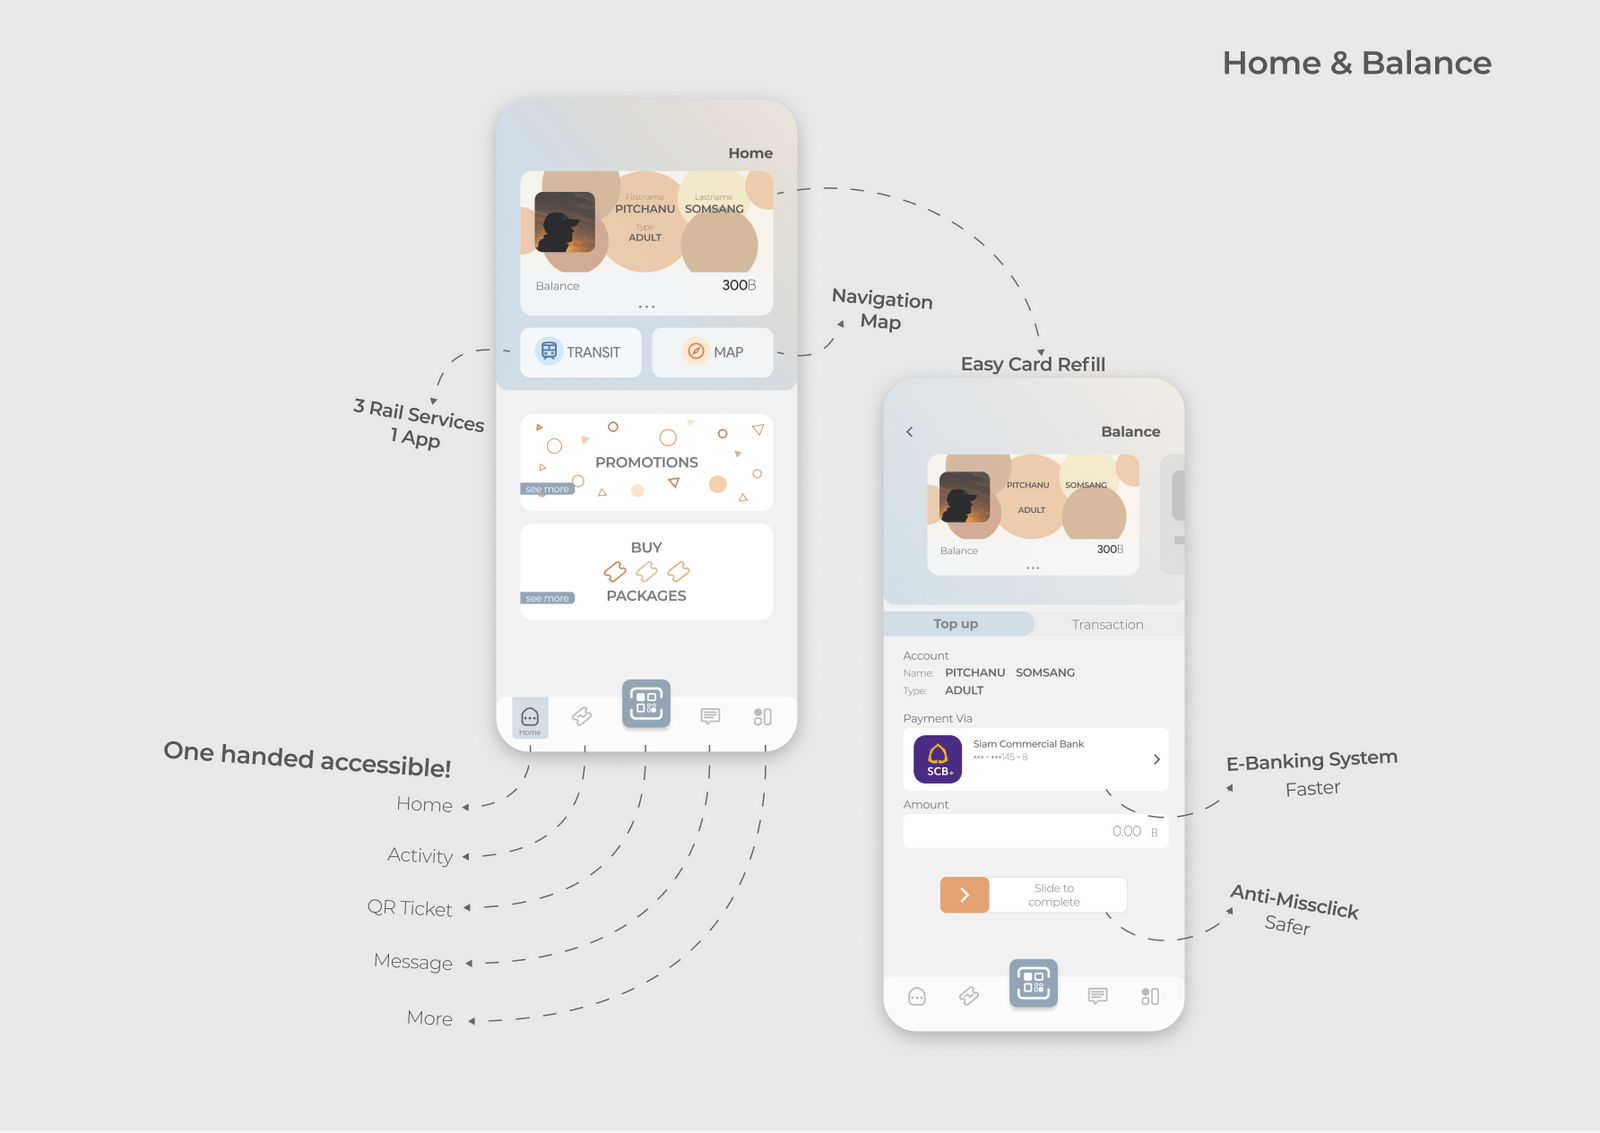 Home & Balance
Home
Firstname Lastname
PITCHANU SOMSANG
Type
ADULT
Balance 300B
...
TRANSIT MAP
Navigation
Map
3 Rail Services
1 App
PROMOTIONS
see more
BUY
PACKAGES
see more
Home
One handed accessible!
Home
Activity
QR Ticket
Message
More
Easy Card Refill
Balance
PITCHANU SOMSANG
ADULT
Balance 300B
...
Top up Transaction
Account
Name: PITCHANU SOMSANG
Type: ADULT
Payment Via
SCB
Siam Commercial Bank
••• - •••145 - 8
Amount
0.00 B
Slide to
complete
E-Banking System
Faster
Anti-Missclick
Safer